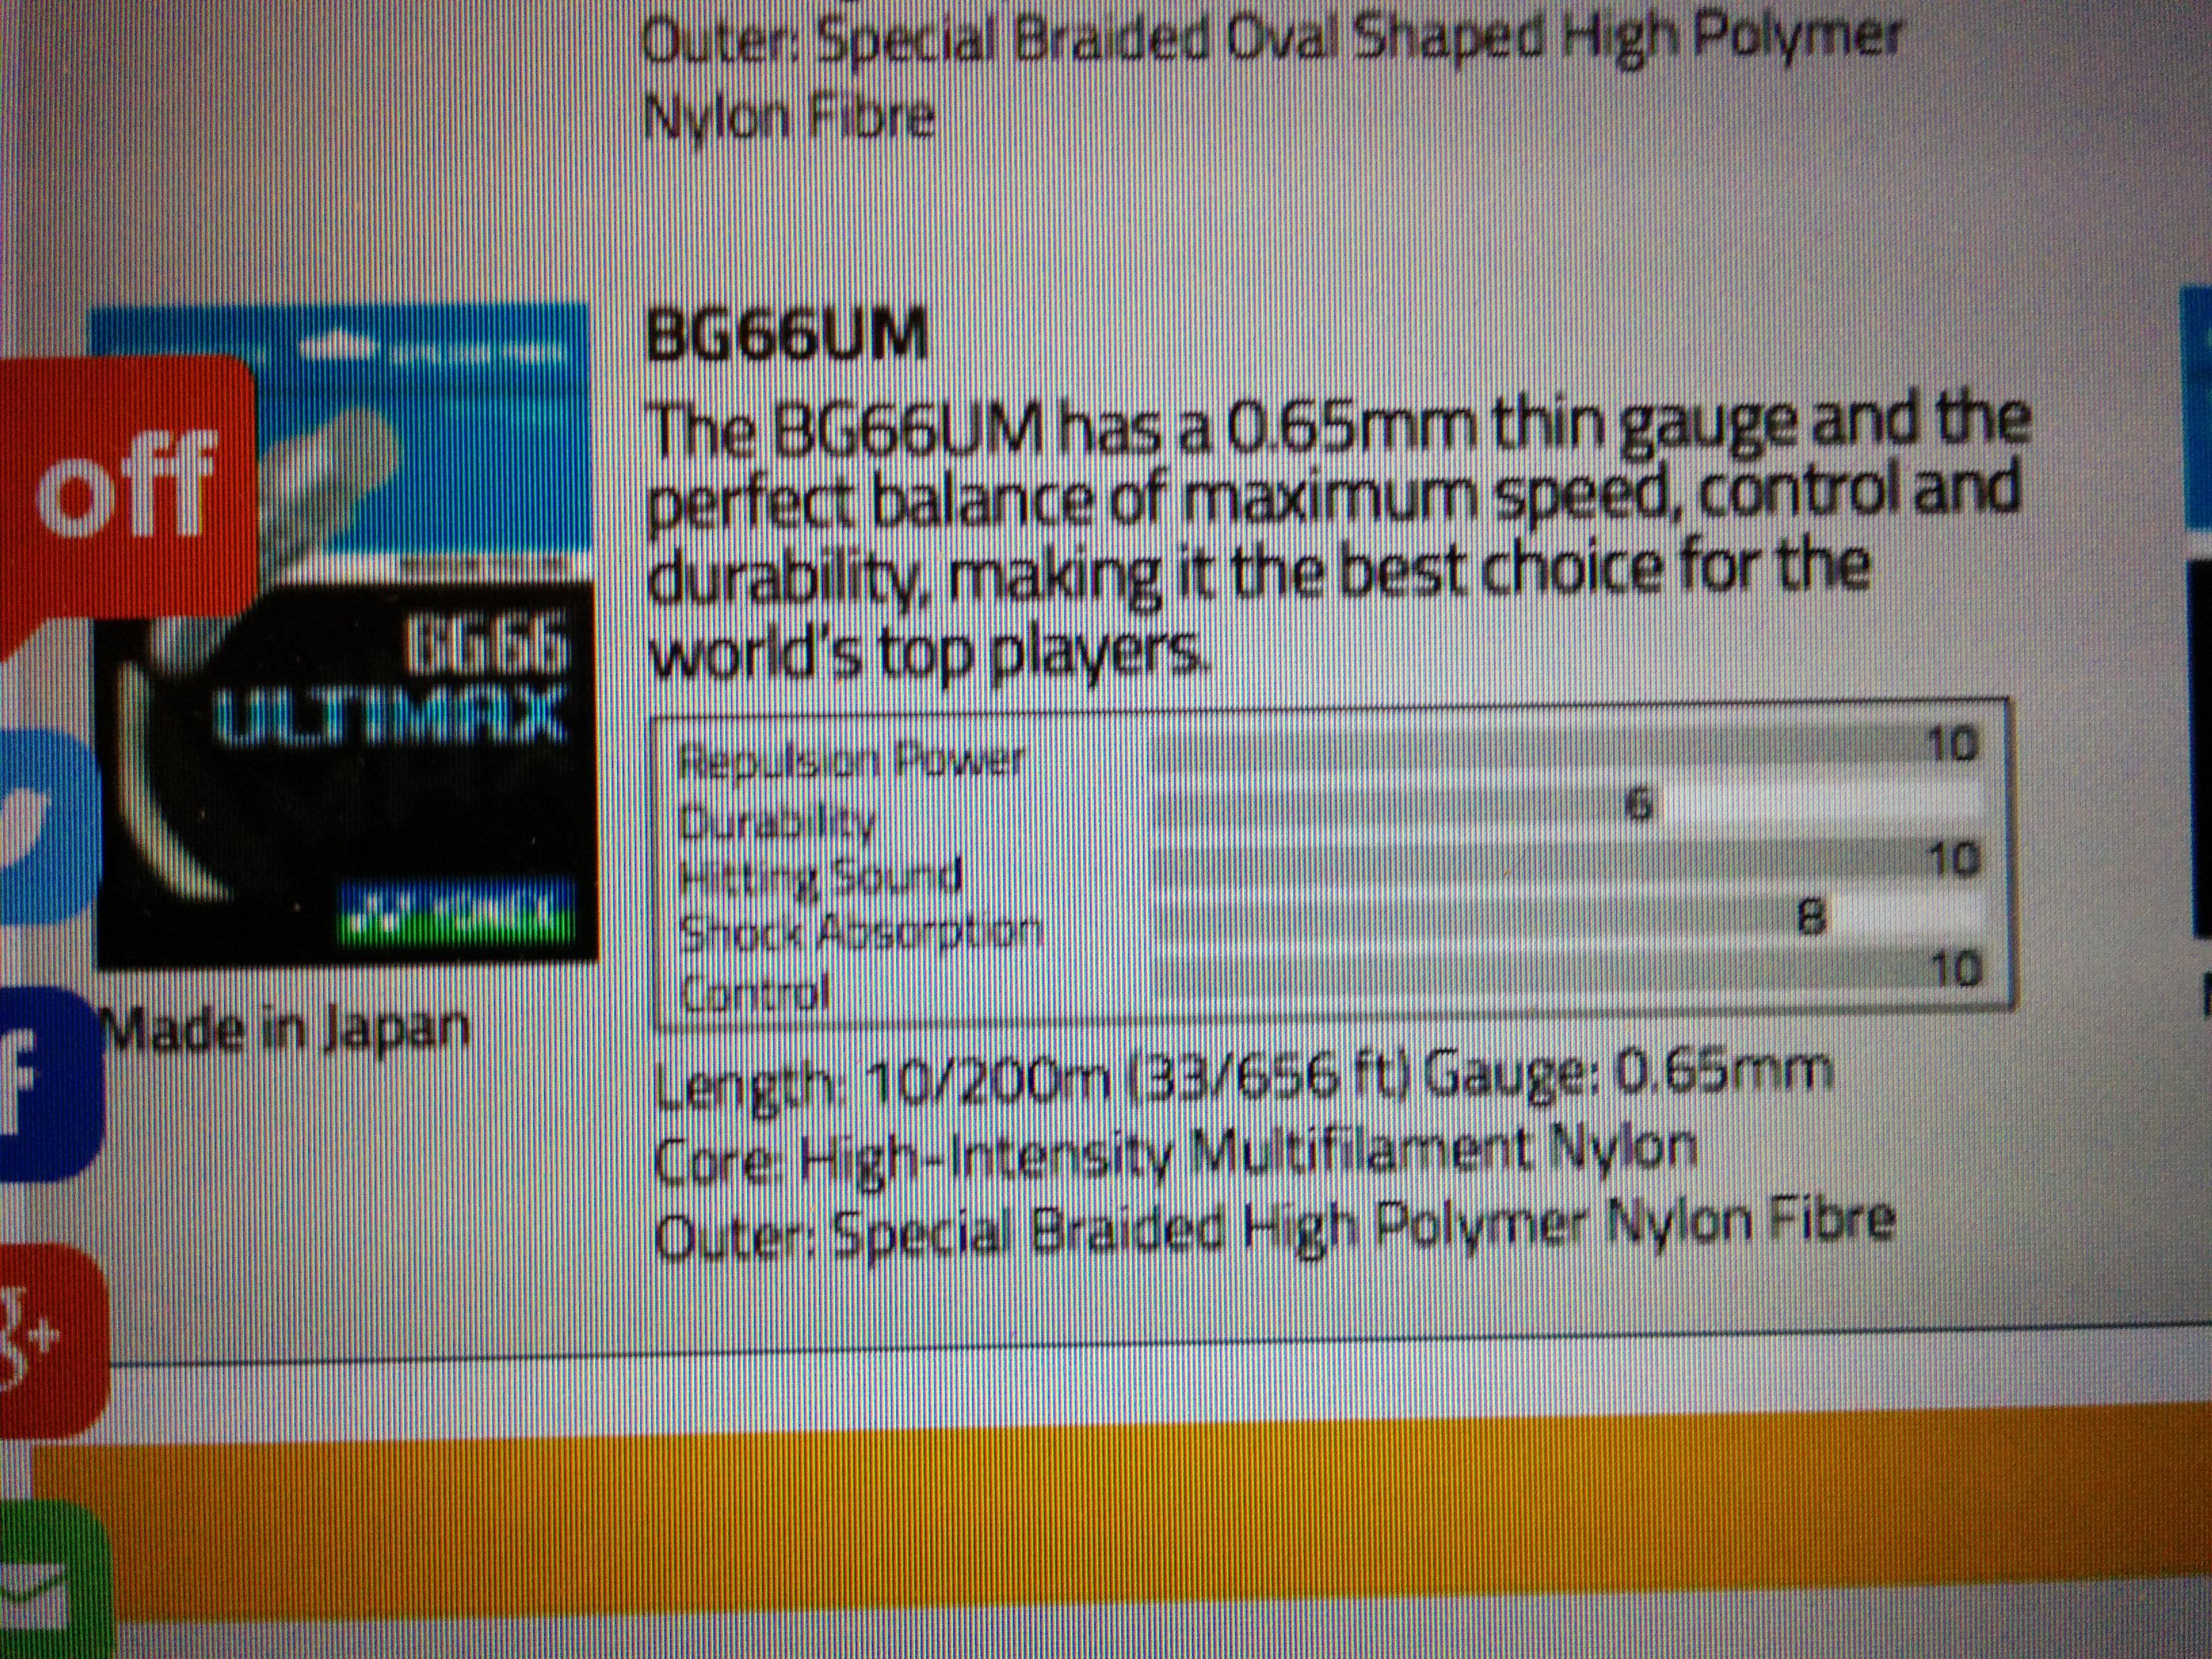 Outer: Special Braided Oval Shaped High Polymer
Nylon Fibre
off
BG66
ULTIMAX
YONEX
Made in Japan
BG66UM
The BG66UM has a 0.65mm thin gauge and the
perfect balance of maximum speed, control and
durability, making it the best choice for the
world's top players.
Repulsion Power 10
Durability 6
Hitting Sound 10
Shock Absorption 8
Control 10
Length: 10/200m (33/656 ft) Gauge: 0.65mm
Core: High-Intensity Multifilament Nylon
Outer: Special Braided High Polymer Nylon Fibre
f
g+